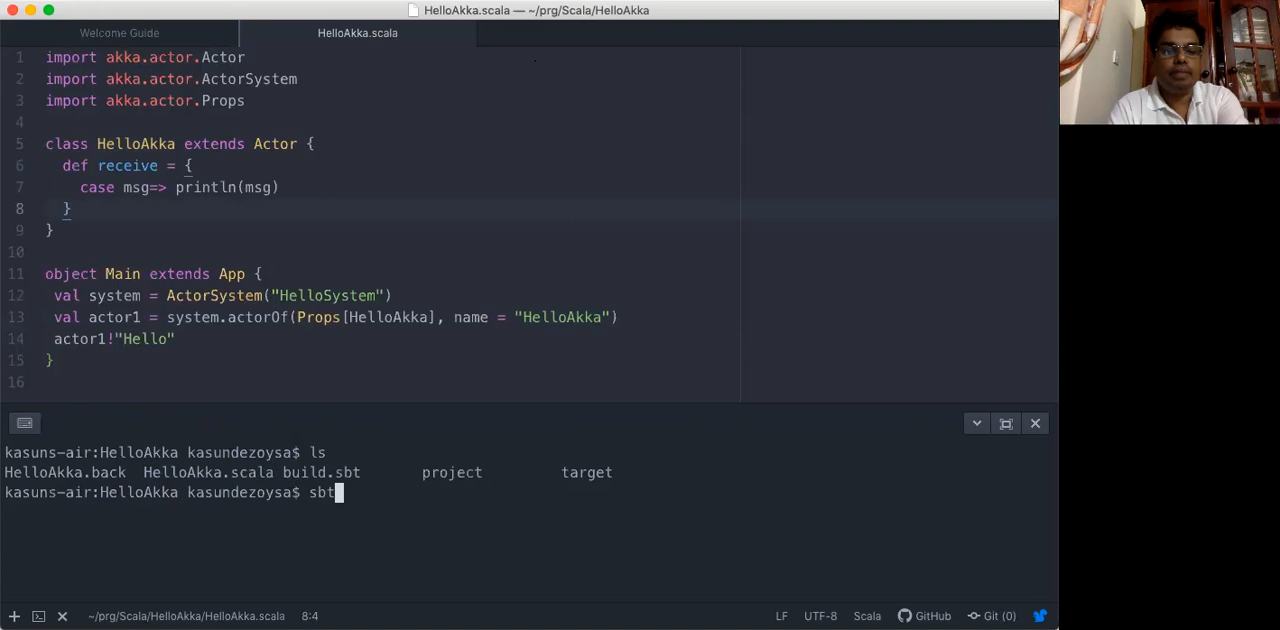 HelloAkka.scala — ~/prg/Scala/HelloAkka
Welcome Guide HelloAkka.scala
1 import akka.actor.Actor
2 import akka.actor.ActorSystem
3 import akka.actor.Props
4
5 class HelloAkka extends Actor {
6 def receive = {
7 case msg=> println(msg)
8 }
9 }
10
11 object Main extends App {
12 val system = ActorSystem("HelloSystem")
13 val actor1 = system.actorOf(Props[HelloAkka], name = "HelloAkka")
14 actor1!"Hello"
15 }
16
kasuns-air:HelloAkka kasundezoysa$ ls
HelloAkka.back HelloAkka.scala build.sbt project target
kasuns-air:HelloAkka kasundezoysa$ sbt
~/prg/Scala/HelloAkka/HelloAkka.scala 8:4 LF UTF-8 Scala GitHub Git (0)